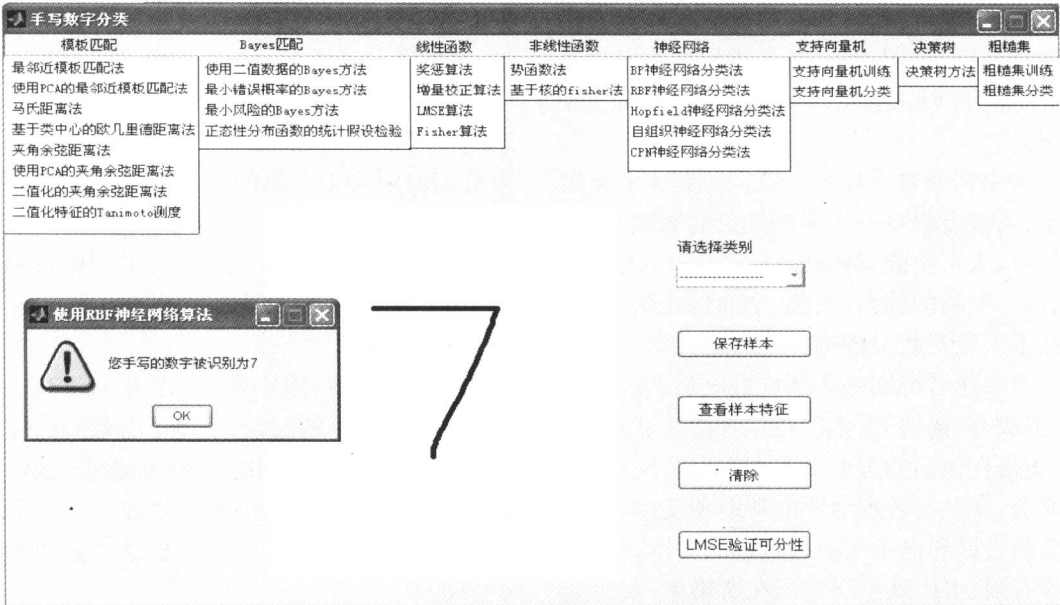 手写数字分类
模板匹配 Bayes匹配 线性函数 非线性函数 神经网络 支持向量机 决策树 粗糙集
最邻近模板匹配法
使用PCA的最邻近模板匹配法
马氏距离法
基于类中心的欧几里德距离法
夹角余弦距离法
使用PCA的夹角余弦距离法
二值化的夹角余弦距离法
二值化特征的Tanimoto测度
使用二值数据的Bayes方法
最小错误概率的Bayes方法
最小风险的Bayes方法
正态性分布函数的统计假设检验
奖惩算法
增量校正算法
LMSE算法
Fisher算法
势函数法
基于核的fisher法
BP神经网络分类法
RBF神经网络分类法
Hopfield神经网络分类法
自组织神经网络分类法
CPN神经网络分类法
支持向量机训练
支持向量机分类
决策树方法
粗糙集训练
粗糙集分类
请选择类别
--------------------
使用RBF神经网络算法
您手写的数字被识别为7
OK
7
保存样本
查看样本特征
清除
LMSE验证可分性